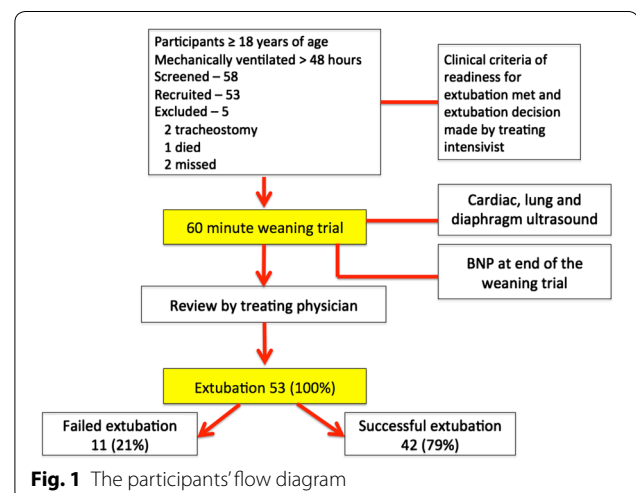 Participants ≥ 18 years of age
Mechanically ventilated > 48 hours
Screened – 58
Recruited – 53
Excluded – 5
2 tracheostomy
1 died
2 missed
Clinical criteria of
readiness for
extubation met and
extubation decision
made by treating
intensivist
60 minute weaning trial
Cardiac, lung and
diaphragm ultrasound
BNP at end of the
weaning trial
Review by treating physician
Extubation 53 (100%)
Failed extubation
11 (21%)
Successful extubation
42 (79%)
Fig. 1 The participants’ flow diagram